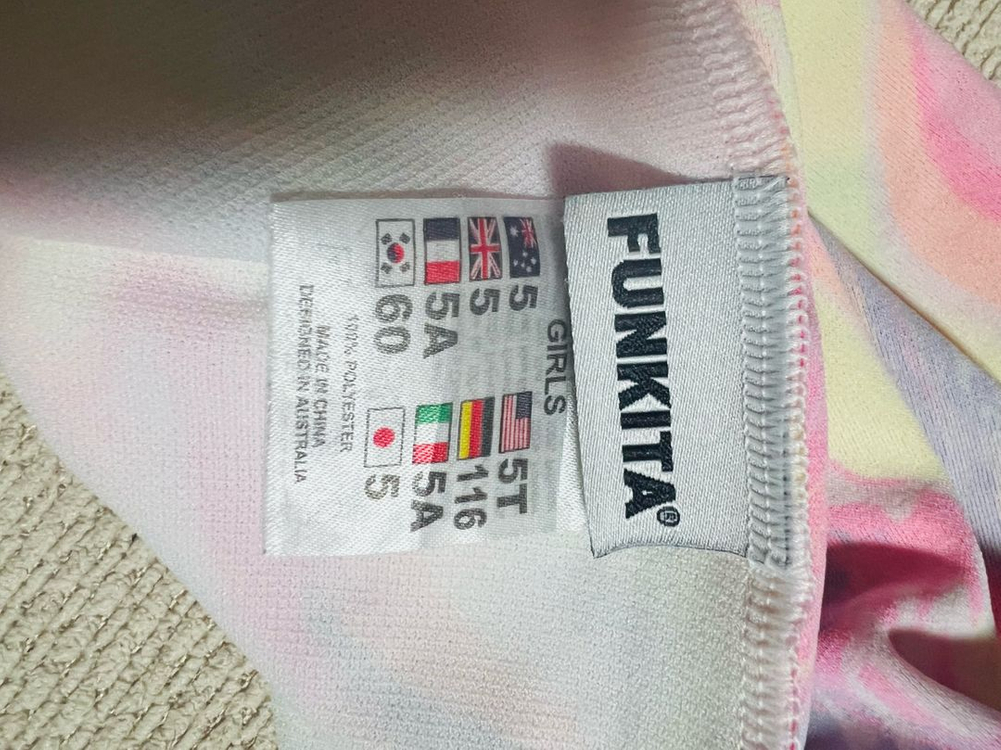 FUNKITA®
GIRLS
5 5T
5 116
5A 5A
60 5
100% POLYESTER
MADE IN CHINA
DESIGNED IN AUSTRALIA